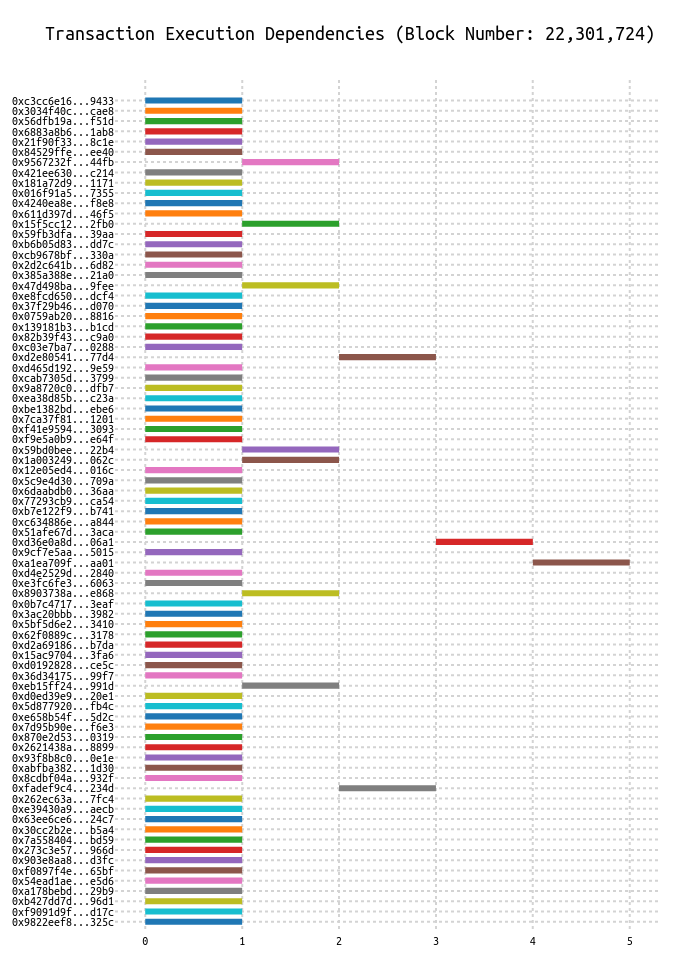 Transaction Execution Dependencies (Block Number: 22,301,724)
0xc3cc6e16...9433
0x3034f40c...cae8
0x56dfb19a...f51d
0x6883a8b6...1ab8
0x21f90f33...8c1e
0x84529ffe...ee40
0x9567232f...44fb
0x421ee630...c214
0x181a72d9...1171
0x016f91a5...7355
0x4240ea8e...f8e8
0x611d397d...46f5
0x15f5cc12...2fb0
0x59fb3dfa...39aa
0xb6b05d83...dd7c
0xcb9678bf...330a
0x2d2c641b...6d82
0x385a388e...21a0
0x47d498ba...9fee
0xe8fcd650...dcf4
0x37f29b46...d070
0x0759ab20...8816
0x139181b3...b1cd
0x82b39f43...c9a0
0xc03e7ba7...0288
0xd2e80541...77d4
0xd465d192...9e59
0xcab7305d...3799
0x9a8720c0...dfb7
0xea38d85b...c23a
0xbe1382bd...ebe6
0x7ca37f81...1201
0xf41e9594...3093
0xf9e5a0b9...e64f
0x59bd0bee...22b4
0x1a003249...062c
0x12e05ed4...016c
0x5c9e4d30...709a
0x6daabdb0...36aa
0x77293cb9...ca54
0xb7e122f9...b741
0xc634886e...a844
0x51afe67d...3aca
0xd36e0a8d...06a1
0x9cf7e5aa...5015
0xa1ea709f...aa01
0xd4e2529d...2840
0xe3fc6fe3...6063
0x8903738a...e868
0x0b7c4717...3eaf
0x3ac20bbb...3982
0x5bf5d6e2...3410
0x62f0889c...3178
0xd2a69186...b7da
0x15ac9704...3fa6
0xd0192828...ce5c
0x36d34175...99f7
0xeb15ff24...991d
0xd0ed39e9...20e1
0x5d877920...fb4c
0xe658b54f...5d2c
0x7d95b90e...f6e3
0x870e2d53...0319
0x2621438a...8899
0x93f8b8c0...0e1e
0xabfba382...1d30
0x8cdbf04a...932f
0xfadef9c4...234d
0x262ec63a...7fc4
0xe39430a9...aecb
0x63ee6ce6...24c7
0x30cc2b2e...b5a4
0x7a558404...bd59
0x273c3e57...966d
0x903e8aa8...d3fc
0xf0897f4e...65bf
0x54ead1ae...e5d6
0xa178bebd...29b9
0xb427dd7d...96d1
0xf9091d9f...d17c
0x9822eef8...325c
0 1 2 3 4 5